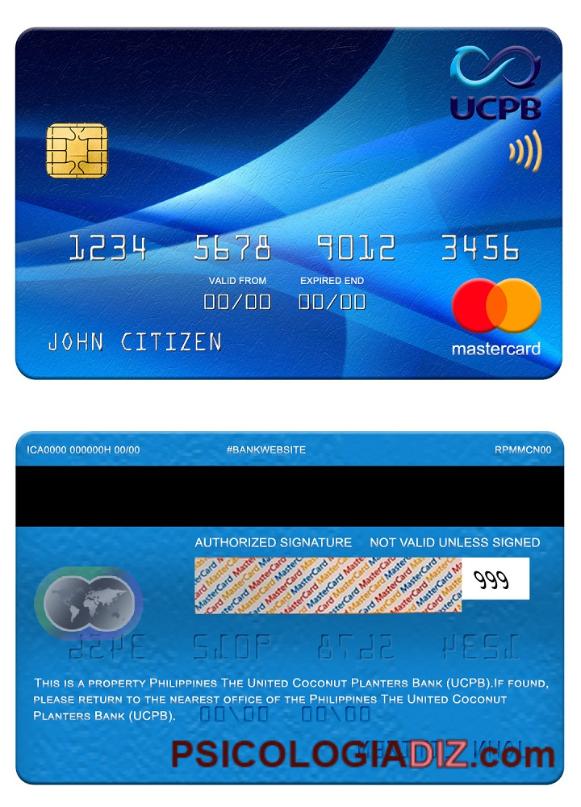 UCPB
1234 5678 9012 3456
VALID FROM EXPIRED END
00/00 00/00
JOHN CITIZEN
mastercard
ICA0000 000000H 00/00 #BANKWEBSITE RPMMCN00
AUTHORIZED SIGNATURE NOT VALID UNLESS SIGNED
MasterCard MasterCard MasterCard
999
THIS IS A PROPERTY PHILIPPINES THE UNITED COCONUT PLANTERS BANK (UCPB).IF FOUND,
PLEASE RETURN TO THE NEAREST OFFICE OF THE PHILIPPINES THE UNITED COCONUT
PLANTERS BANK (UCPB).
PSICOLOGIADIZ.com